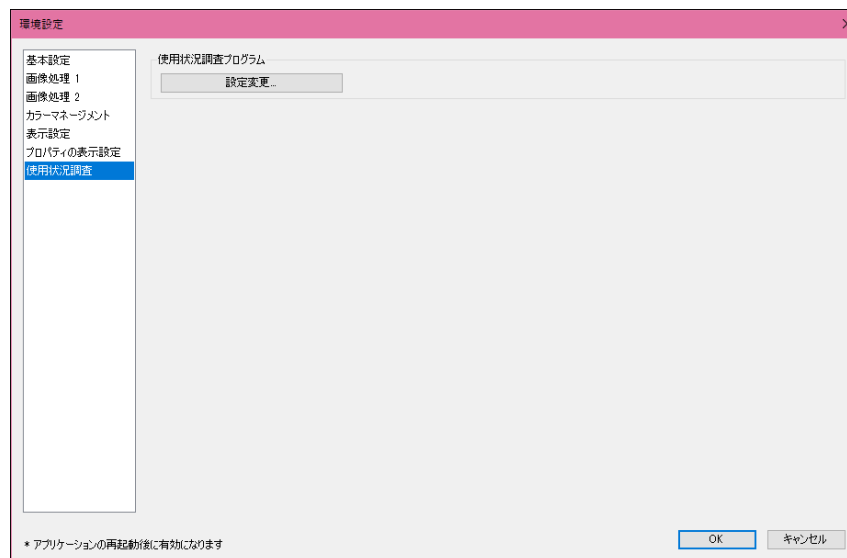 環境設定
基本設定
画像処理 1
画像処理 2
カラーマネージメント
表示設定
プロパティの表示設定
使用状況調査
使用状況調査プログラム
設定変更...
* アプリケーションの再起動後に有効になります
OK
キャンセル